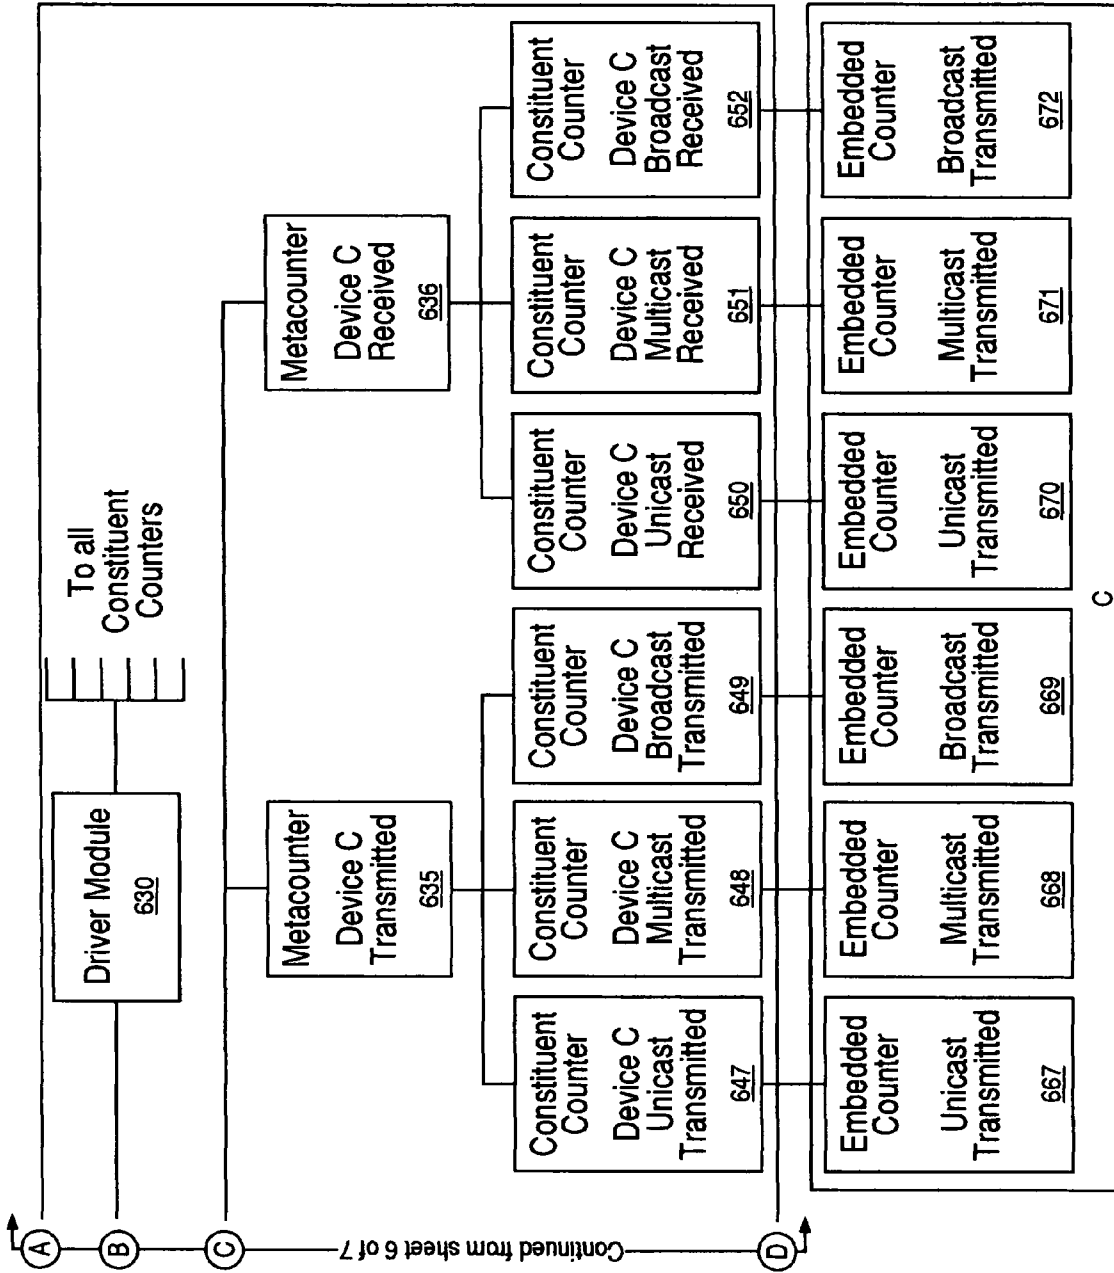 A
B
C
D
Continued from sheet 6 of 7
Driver Module
630
To all
Constituent
Counters
Metacounter
Device C
Transmitted
635
Metacounter
Device C
Received
636
Constituent
Counter
Device C
Unicast
Transmitted
647
Constituent
Counter
Device C
Multicast
Transmitted
648
Constituent
Counter
Device C
Broadcast
Transmitted
649
Constituent
Counter
Device C
Unicast
Received
650
Constituent
Counter
Device C
Multicast
Received
651
Constituent
Counter
Device C
Broadcast
Received
652
Embedded
Counter
Unicast
Transmitted
667
Embedded
Counter
Multicast
Transmitted
668
Embedded
Counter
Broadcast
Transmitted
669
Embedded
Counter
Unicast
Transmitted
670
Embedded
Counter
Multicast
Transmitted
671
Embedded
Counter
Broadcast
Transmitted
672
C